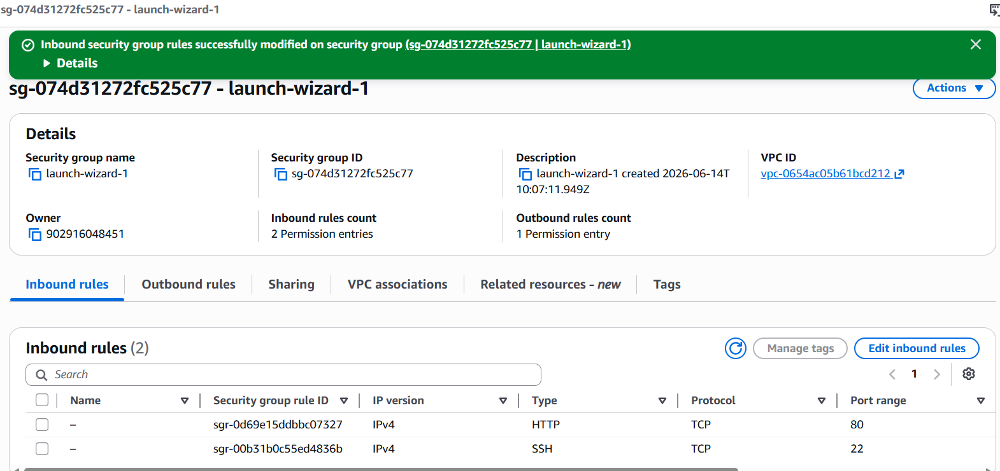 sg-074d31272fc525c77 - launch-wizard-1
Inbound security group rules successfully modified on security group (sg-074d31272fc525c77 | launch-wizard-1)
Details
sg-074d31272fc525c77 - launch-wizard-1
Actions
Details
Security group name
launch-wizard-1
Security group ID
sg-074d31272fc525c77
Description
launch-wizard-1 created 2026-06-14T
10:07:11.949Z
VPC ID
vpc-0654ac05b61bcd212
Owner
902916048451
Inbound rules count
2 Permission entries
Outbound rules count
1 Permission entry
Inbound rules Outbound rules Sharing VPC associations Related resources - new Tags
Inbound rules (2)
Manage tags
Edit inbound rules
Search
1
Name Security group rule ID IP version Type Protocol Port range
– sgr-0d69e15ddbbc07327 IPv4 HTTP TCP 80
– sgr-00b31b0c55ed4836b IPv4 SSH TCP 22